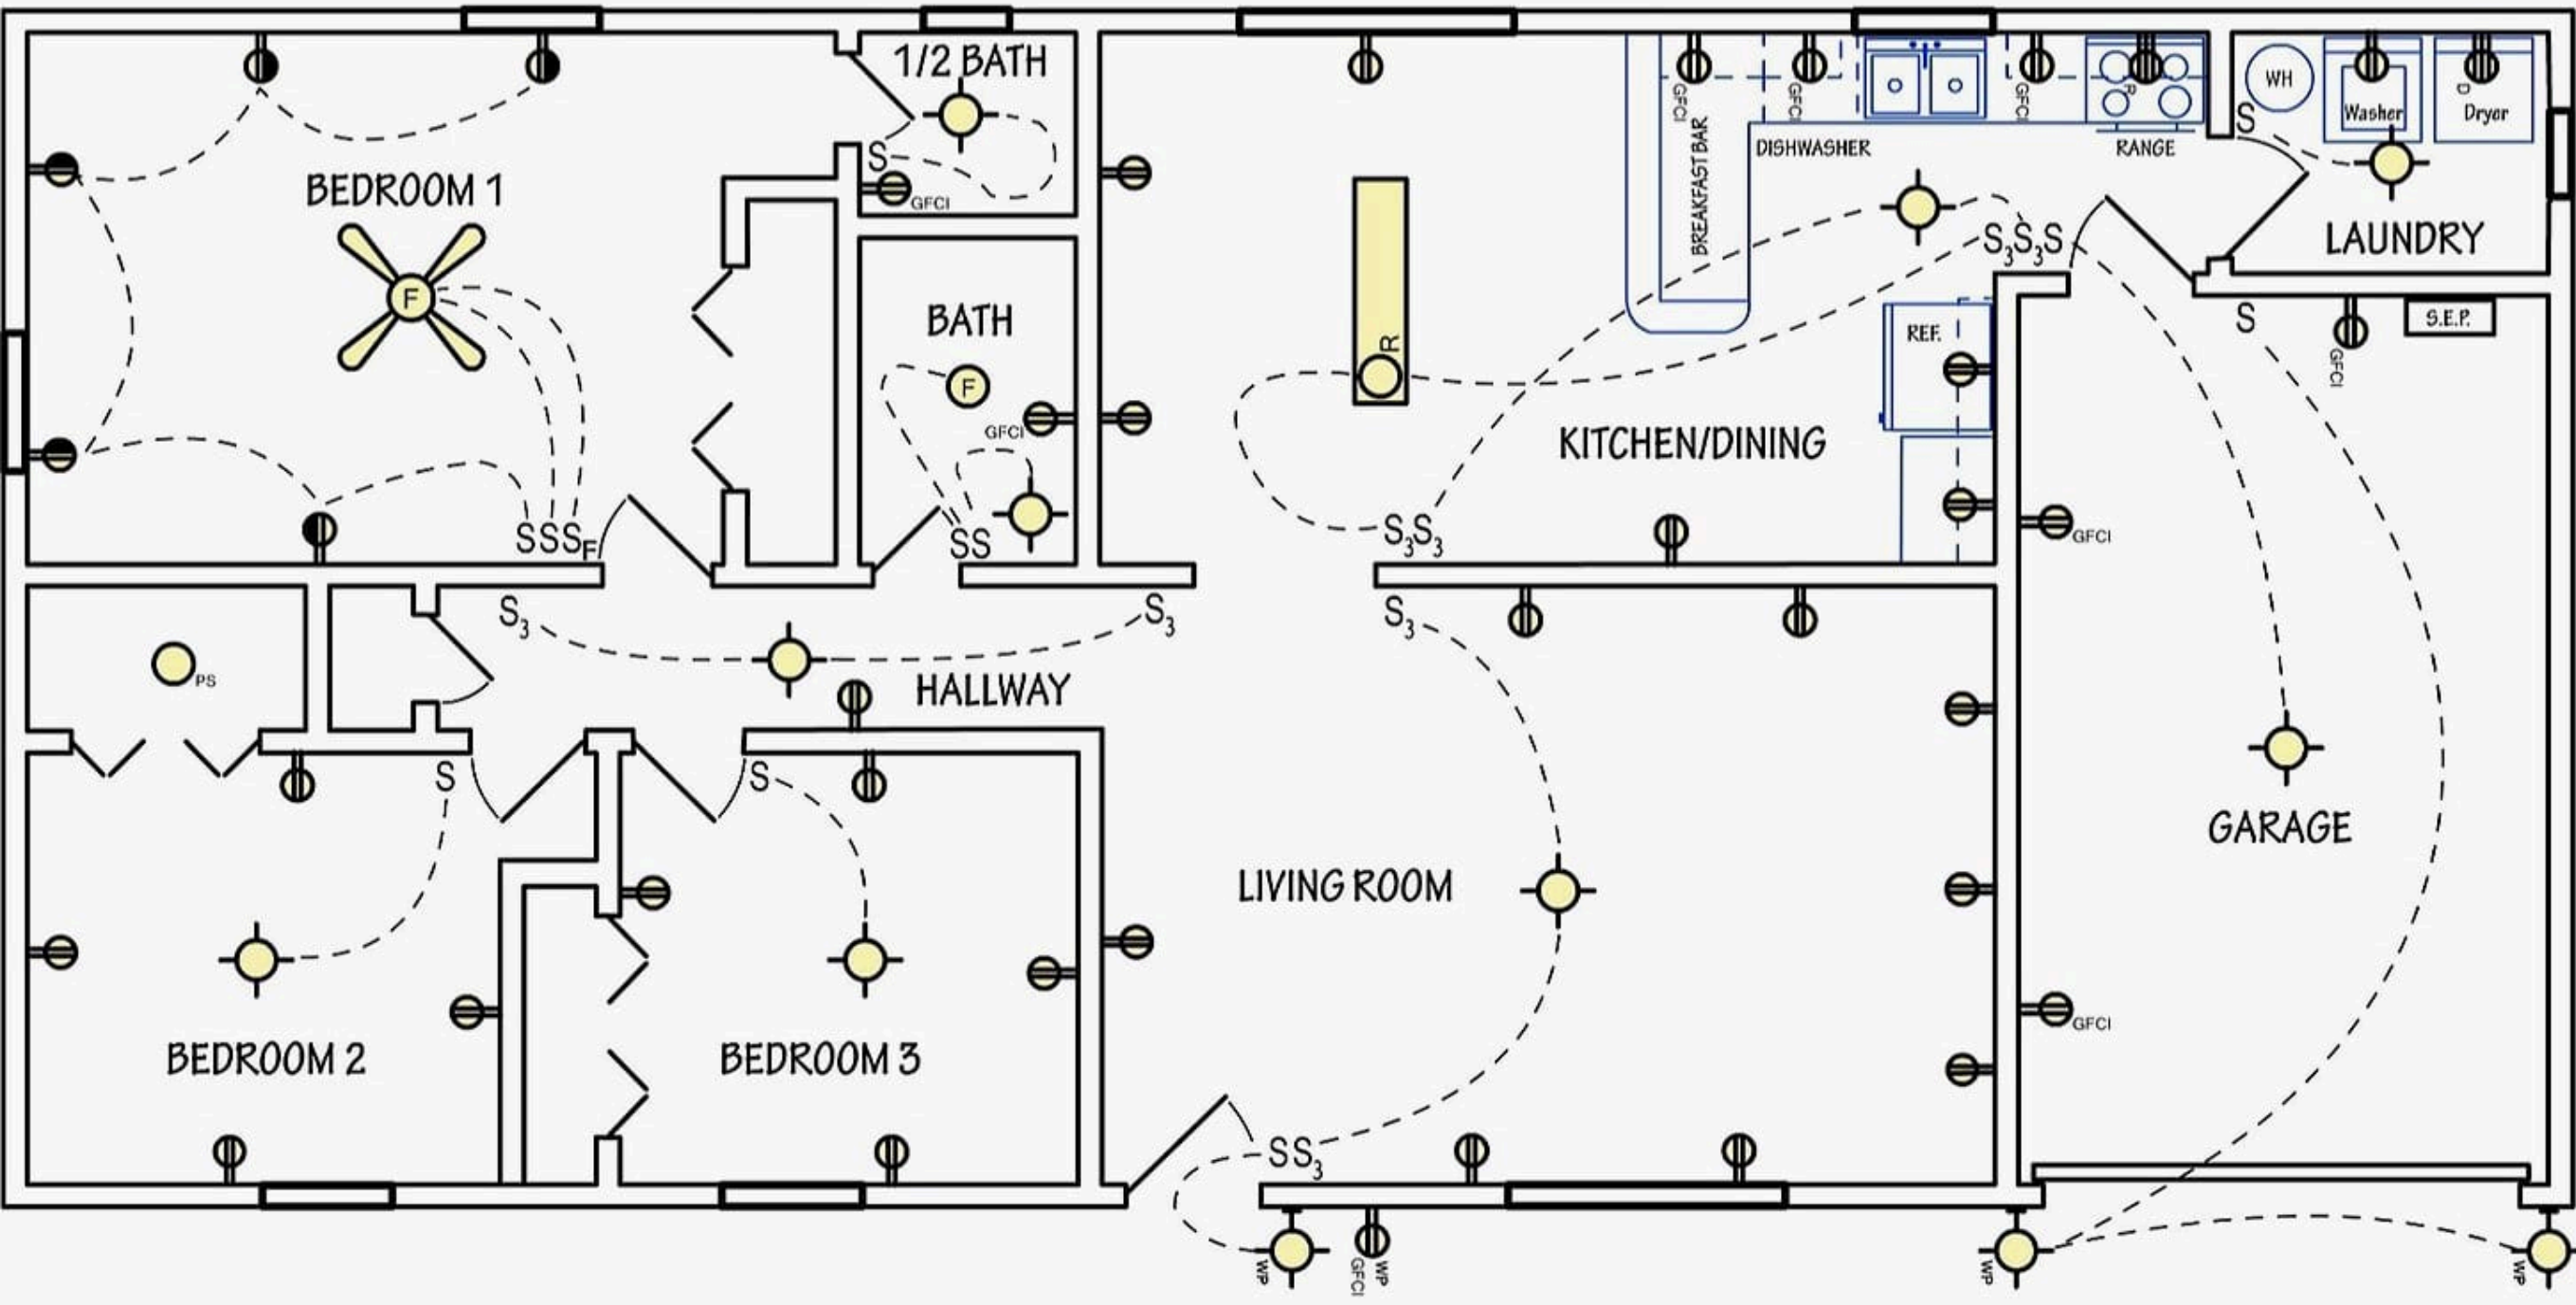 1/2 BATH
S
GFCI
BEDROOM 1
F
SSSF
BATH
F
GFCI
SS
R
GFCI
GFCI
GFCI
R
BREAKFAST BAR
DISHWASHER
RANGE
REF.
S3S3S
KITCHEN/DINING
S3S3
WH
Washer
D
Dryer
S
LAUNDRY
S
GFCI
S.E.P.
GFCI
GFCI
GARAGE
PS
S3
S3
HALLWAY
S3
S
BEDROOM 2
S
BEDROOM 3
LIVING ROOM
SS3
WP
GFCI
WP
WP
WP